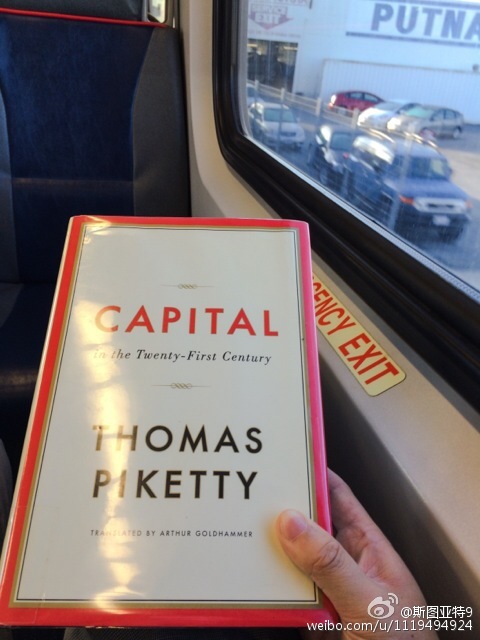 PUTNA
EXIT
CAPITAL
in the Twenty-First Century
THOMAS
PIKETTY
TRANSLATED BY ARTHUR GOLDHAMMER
GENCY EXIT
@斯图亚特9
weibo.com/u/1119494924